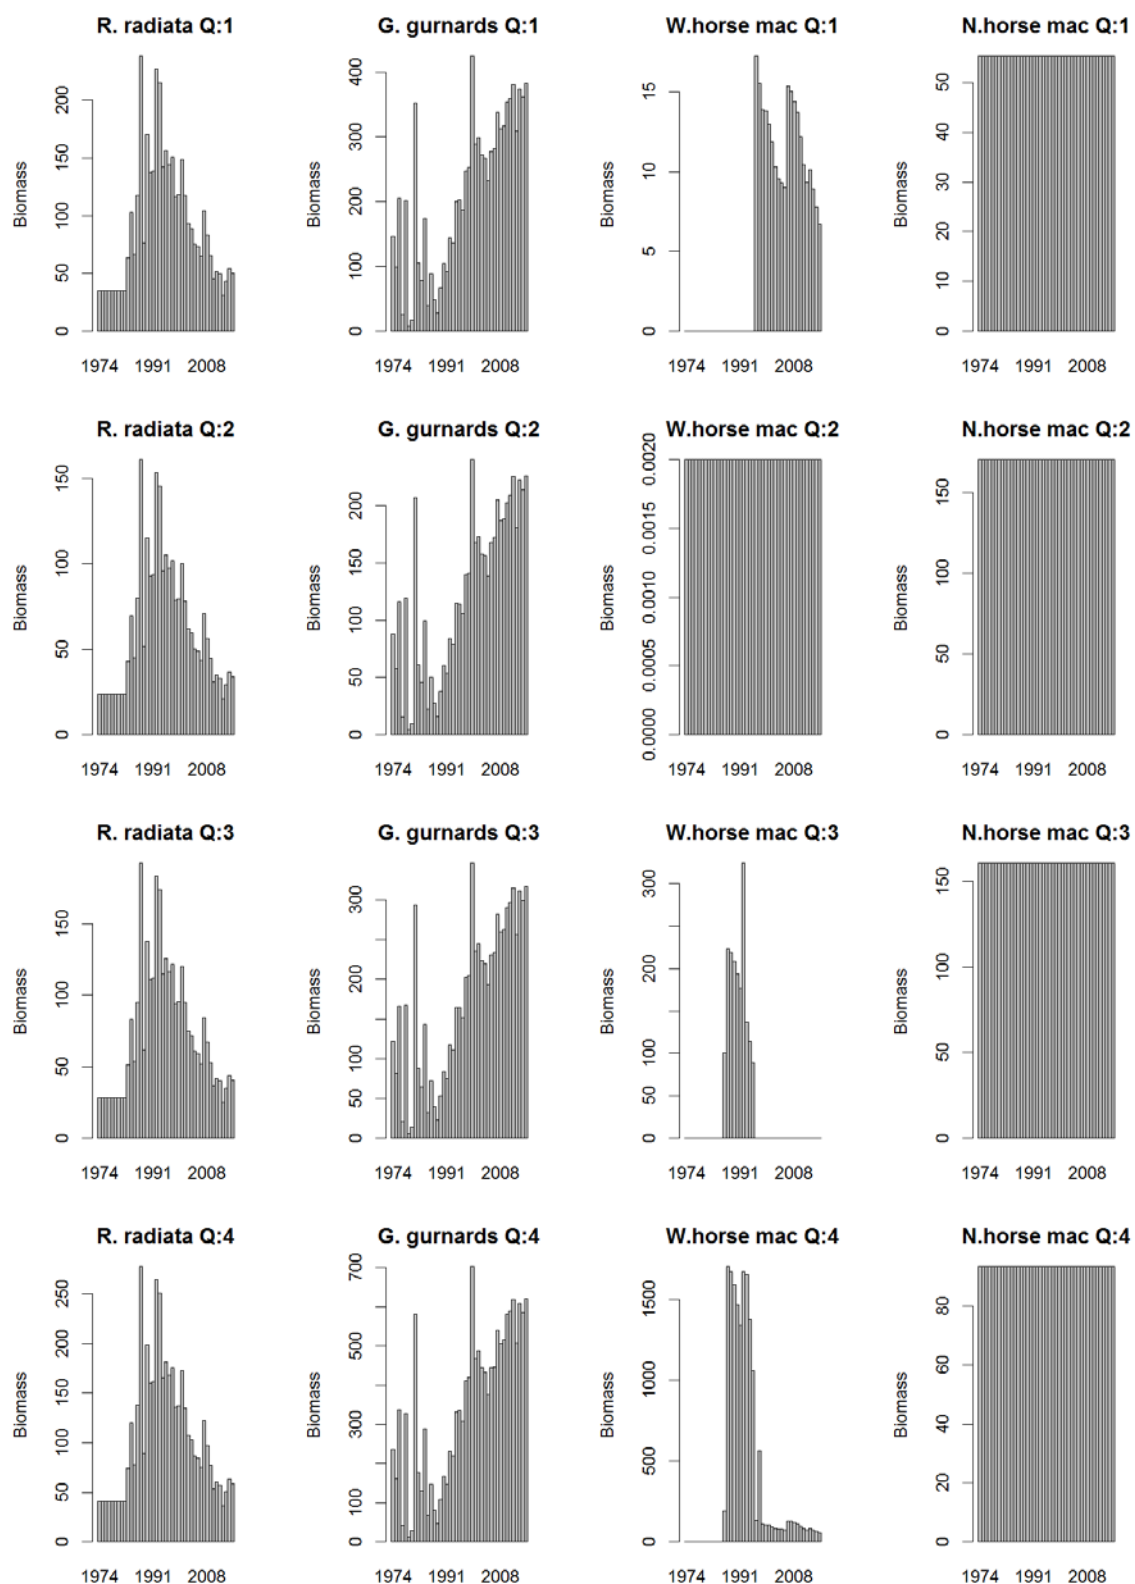 R. radiata Q:1
G. gurnards Q:1
W.horse mac Q:1
N.horse mac Q:1
Biomass
0 50 100 150 200
1974 1991 2008
Biomass
0 100 200 300 400
1974 1991 2008
Biomass
0 5 10 15
1974 1991 2008
Biomass
0 10 20 30 40 50
1974 1991 2008
R. radiata Q:2
G. gurnards Q:2
W.horse mac Q:2
N.horse mac Q:2
Biomass
0 50 100 150
1974 1991 2008
Biomass
0 50 100 150 200
1974 1991 2008
Biomass
0.0000 0.0005 0.0010 0.0015 0.0020
1974 1991 2008
Biomass
0 50 100 150
1974 1991 2008
R. radiata Q:3
G. gurnards Q:3
W.horse mac Q:3
N.horse mac Q:3
Biomass
0 50 100 150
1974 1991 2008
Biomass
0 50 100 200 300
1974 1991 2008
Biomass
0 50 100 200 300
1974 1991 2008
Biomass
0 50 100 150
1974 1991 2008
R. radiata Q:4
G. gurnards Q:4
W.horse mac Q:4
N.horse mac Q:4
Biomass
0 50 100 150 200 250
1974 1991 2008
Biomass
0 100 300 500 700
1974 1991 2008
Biomass
0 500 1000 1500
1974 1991 2008
Biomass
0 20 40 60 80
1974 1991 2008